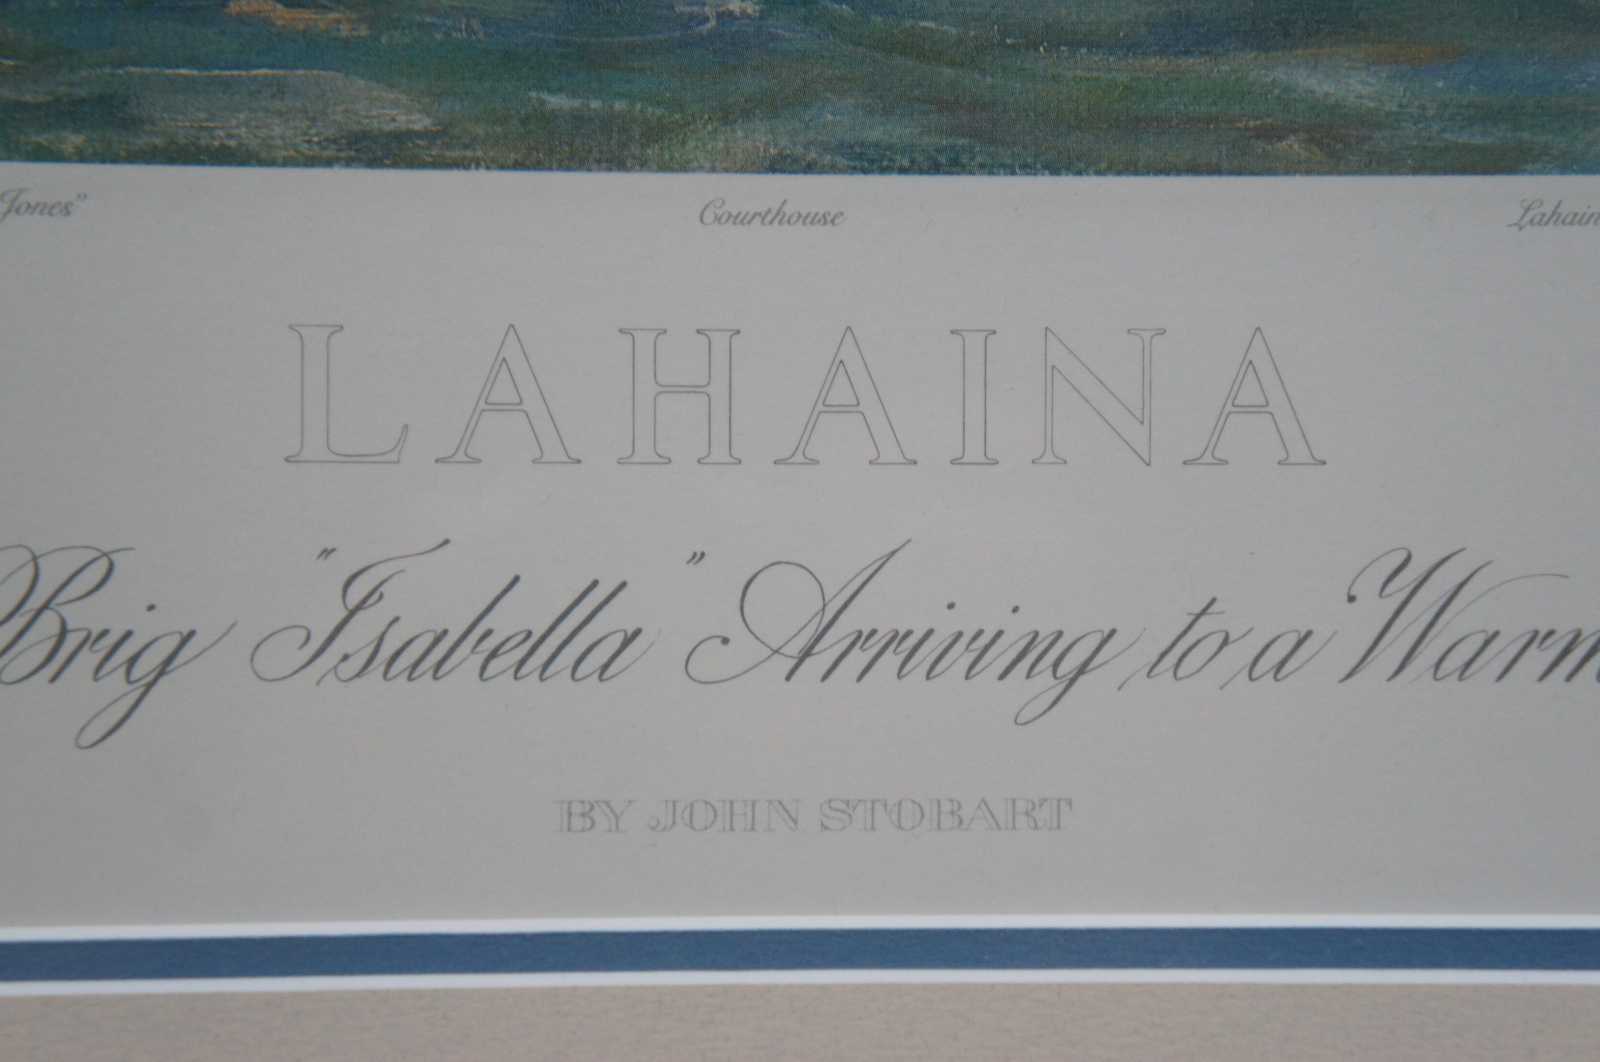 Jones" Courthouse Lahain
LAHAINA
Brig "Isabella" Arriving to a Warm
BY JOHN STOBART